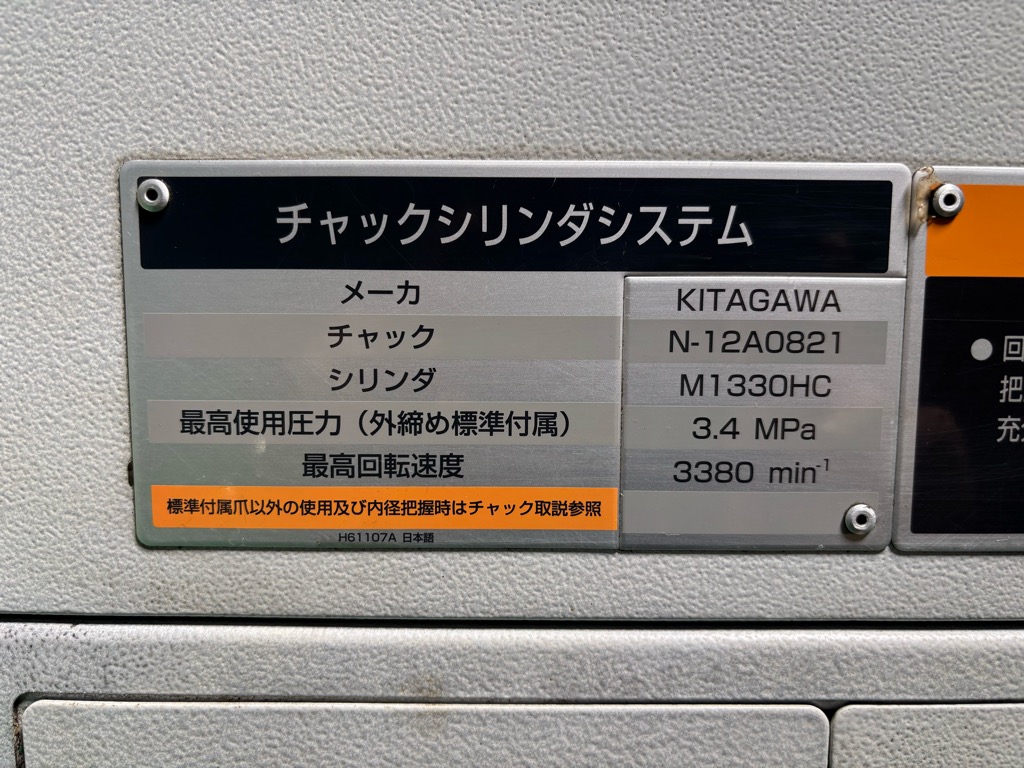 チャックシリンダシステム
メーカ KITAGAWA
チャック N-12A0821
シリンダ M1330HC
最高使用圧力（外締め標準付属） 3.4 MPa
最高回転速度 3380 min⁻¹
標準付属爪以外の使用及び内径把握時はチャック取説参照
H61107A 日本語
● 回
把
充